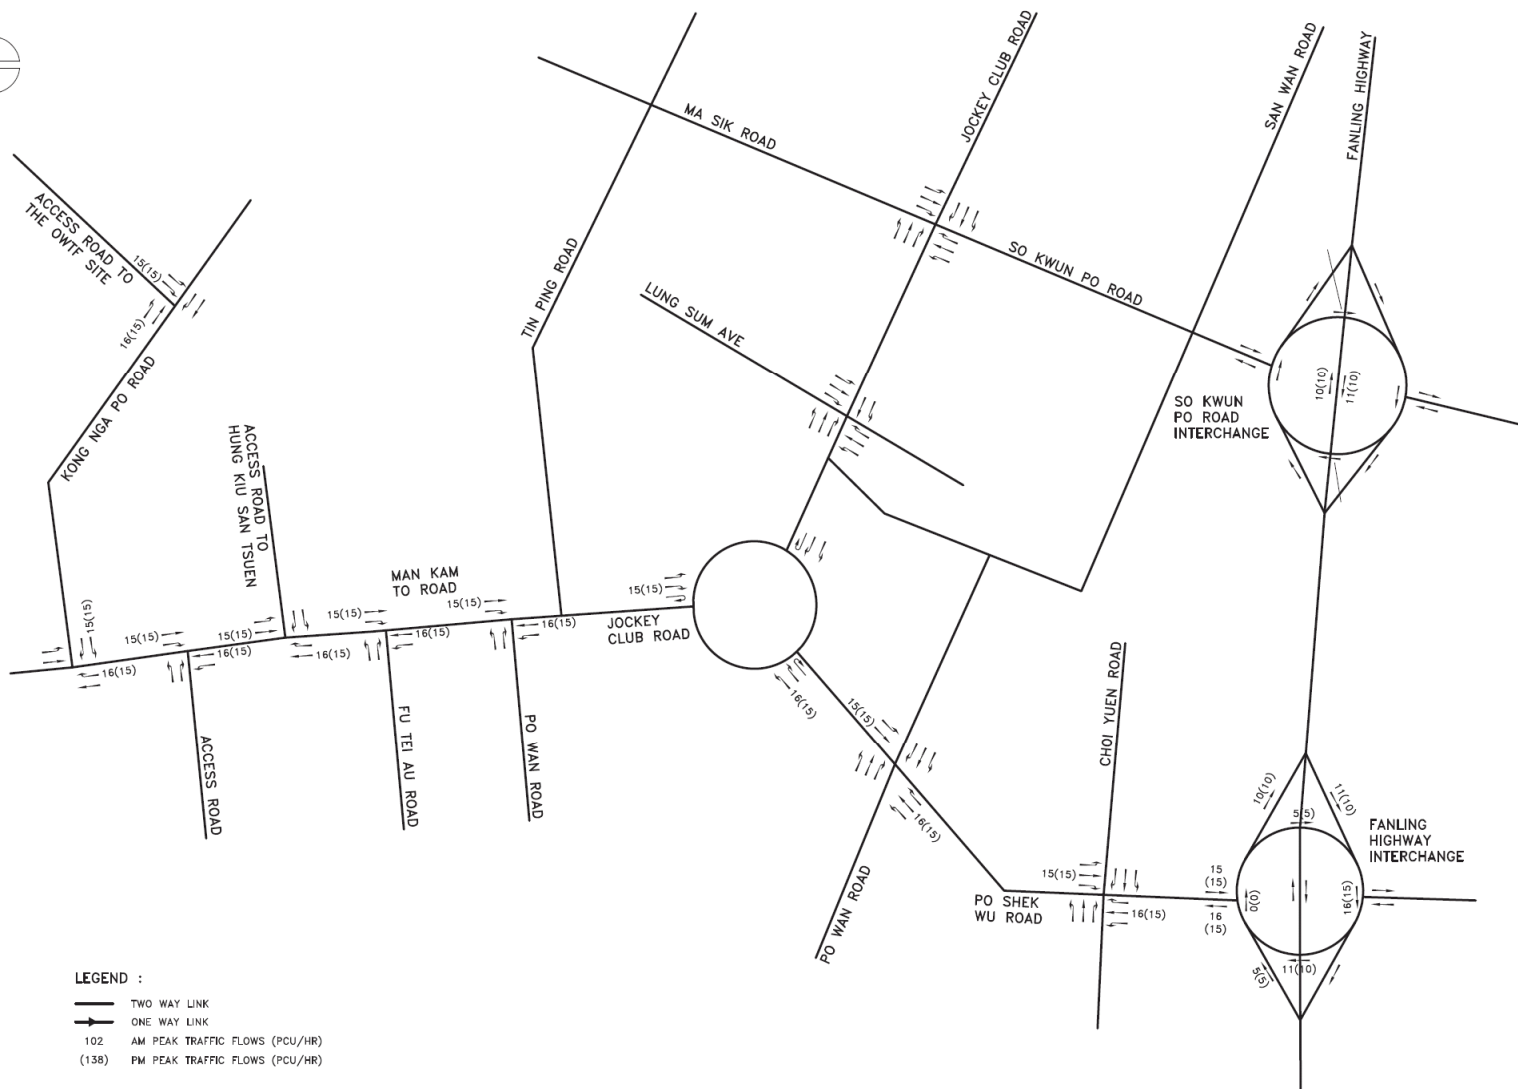 JOCKEY CLUB ROAD
SAN WAN ROAD
FANLING HIGHWAY
MA SIK ROAD
ACCESS ROAD TO
THE OWTF SITE
15(15)
16(15)
KONG NGA PO ROAD
TIN PING ROAD
SO KWUN PO ROAD
LUNG SUM AVE
10(10)
11(10)
SO KWUN
PO ROAD
INTERCHANGE
ACCESS ROAD TO
HUNG KIU SAN TSUEN
MAN KAM
TO ROAD
15(15)
15(15)
15(15)
15(15)
15(15)
15(15)
JOCKEY
CLUB ROAD
16(15)
16(15)
16(15)
16(15)
16(15)
ACCESS ROAD
FU TEI AU ROAD
PO WAN ROAD
16(15)
15(15)
16(15)
CHOI YUEN ROAD
PO WAN ROAD
15(15)
16(15)
PO SHEK
WU ROAD
15
(15)
16
(15)
10(10)
11(10)
5(5)
0(0)
16(15)
11(10)
5(5)
FANLING
HIGHWAY
INTERCHANGE
LEGEND :
TWO WAY LINK
ONE WAY LINK
102 AM PEAK TRAFFIC FLOWS (PCU/HR)
(138) PM PEAK TRAFFIC FLOWS (PCU/HR)